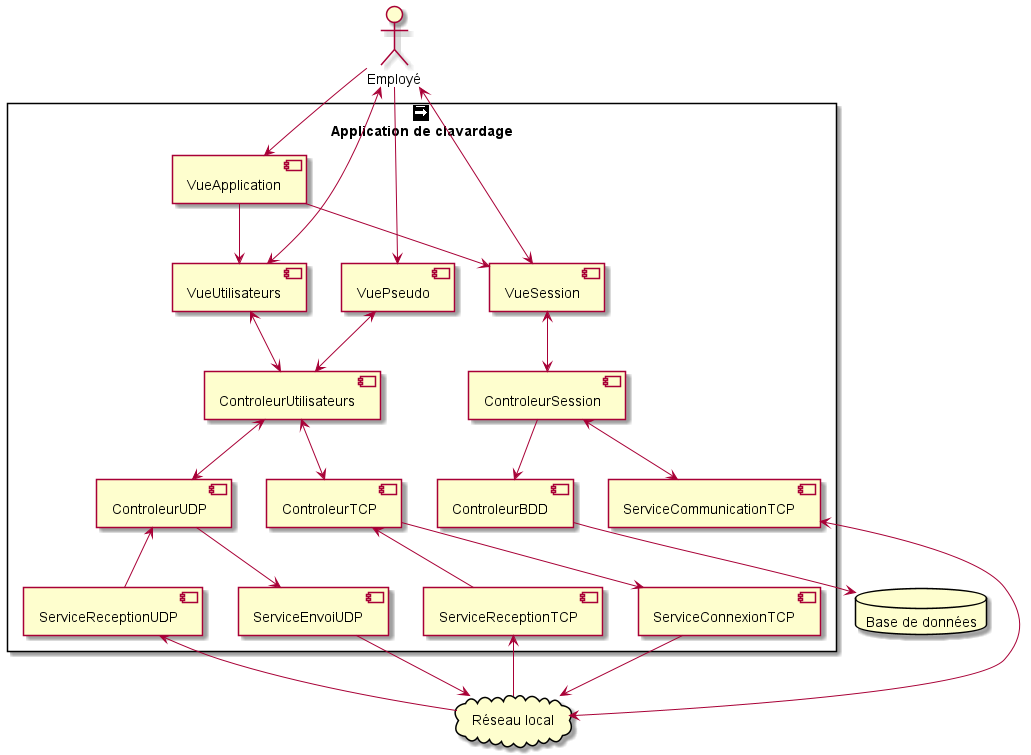 Employé
Application de clavardage
VueApplication
VueUtilisateurs
VuePseudo
VueSession
ControleurUtilisateurs
ControleurSession
ControleurUDP
ControleurTCP
ControleurBDD
ServiceCommunicationTCP
ServiceReceptionUDP
ServiceEnvoiUDP
ServiceReceptionTCP
ServiceConnexionTCP
Base de données
Réseau local